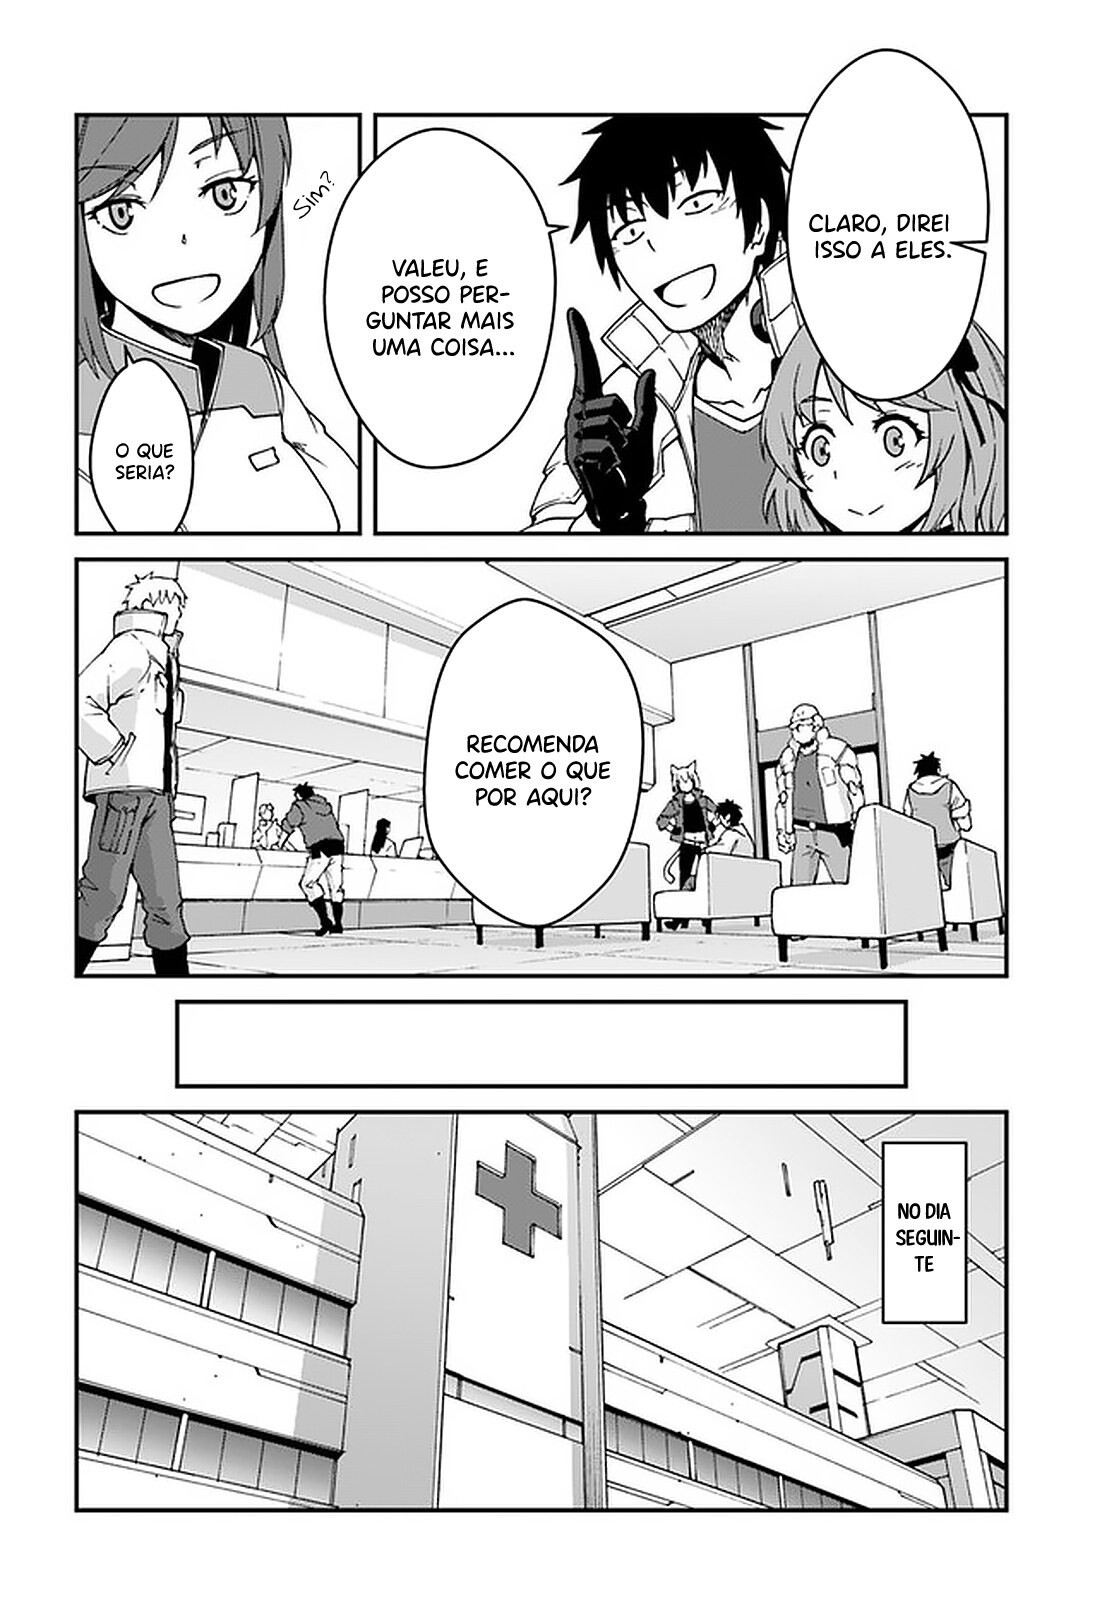 CLARO, DIREI
ISSO A ELES.
VALEU, E
POSSO PER-
GUNTAR MAIS
UMA COISA...
Sim?
O QUE
SERIA?
RECOMENDA
COMER O QUE
POR AQUI?
NO DIA
SEGUIN-
TE